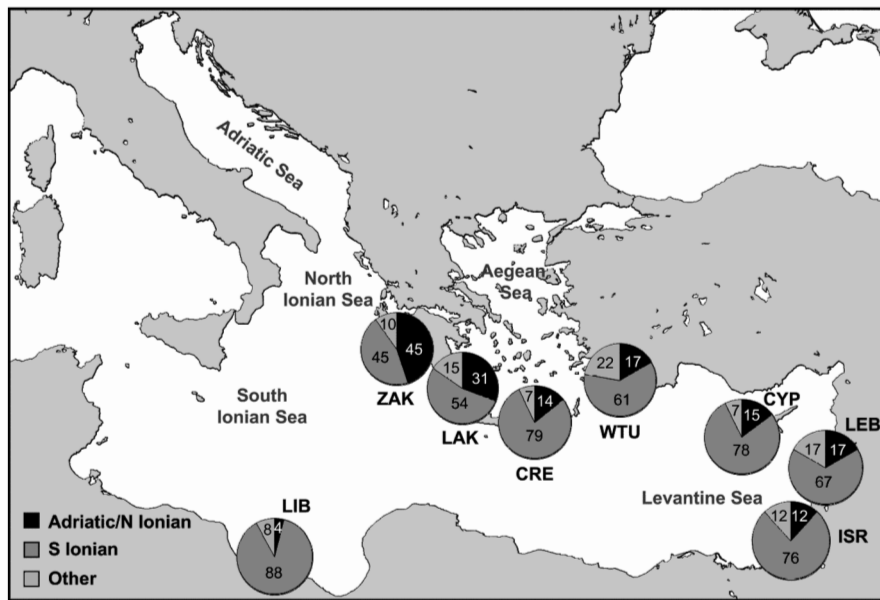 Adriatic Sea
North
Ionian Sea
Aegean
Sea
South
Ionian Sea
Levantine Sea
10
45
45
ZAK
15
31
54
LAK
7
14
79
CRE
22
17
61
WTU
7
15
78
CYP
17
17
67
LEB
12
12
76
ISR
8
4
88
LIB
Adriatic/N Ionian
S Ionian
Other